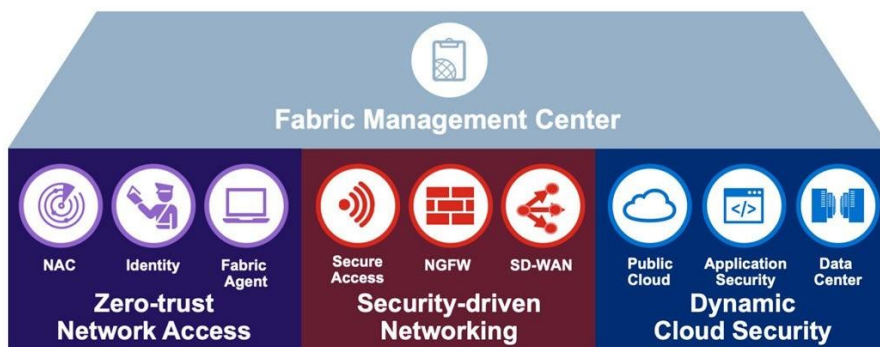 Fabric Management Center
NAC
Identity
Fabric
Agent
Zero-trust
Network Access
Secure
Access
NGFW
SD-WAN
Security-driven
Networking
Public
Cloud
Application
Security
Data
Center
Dynamic
Cloud Security